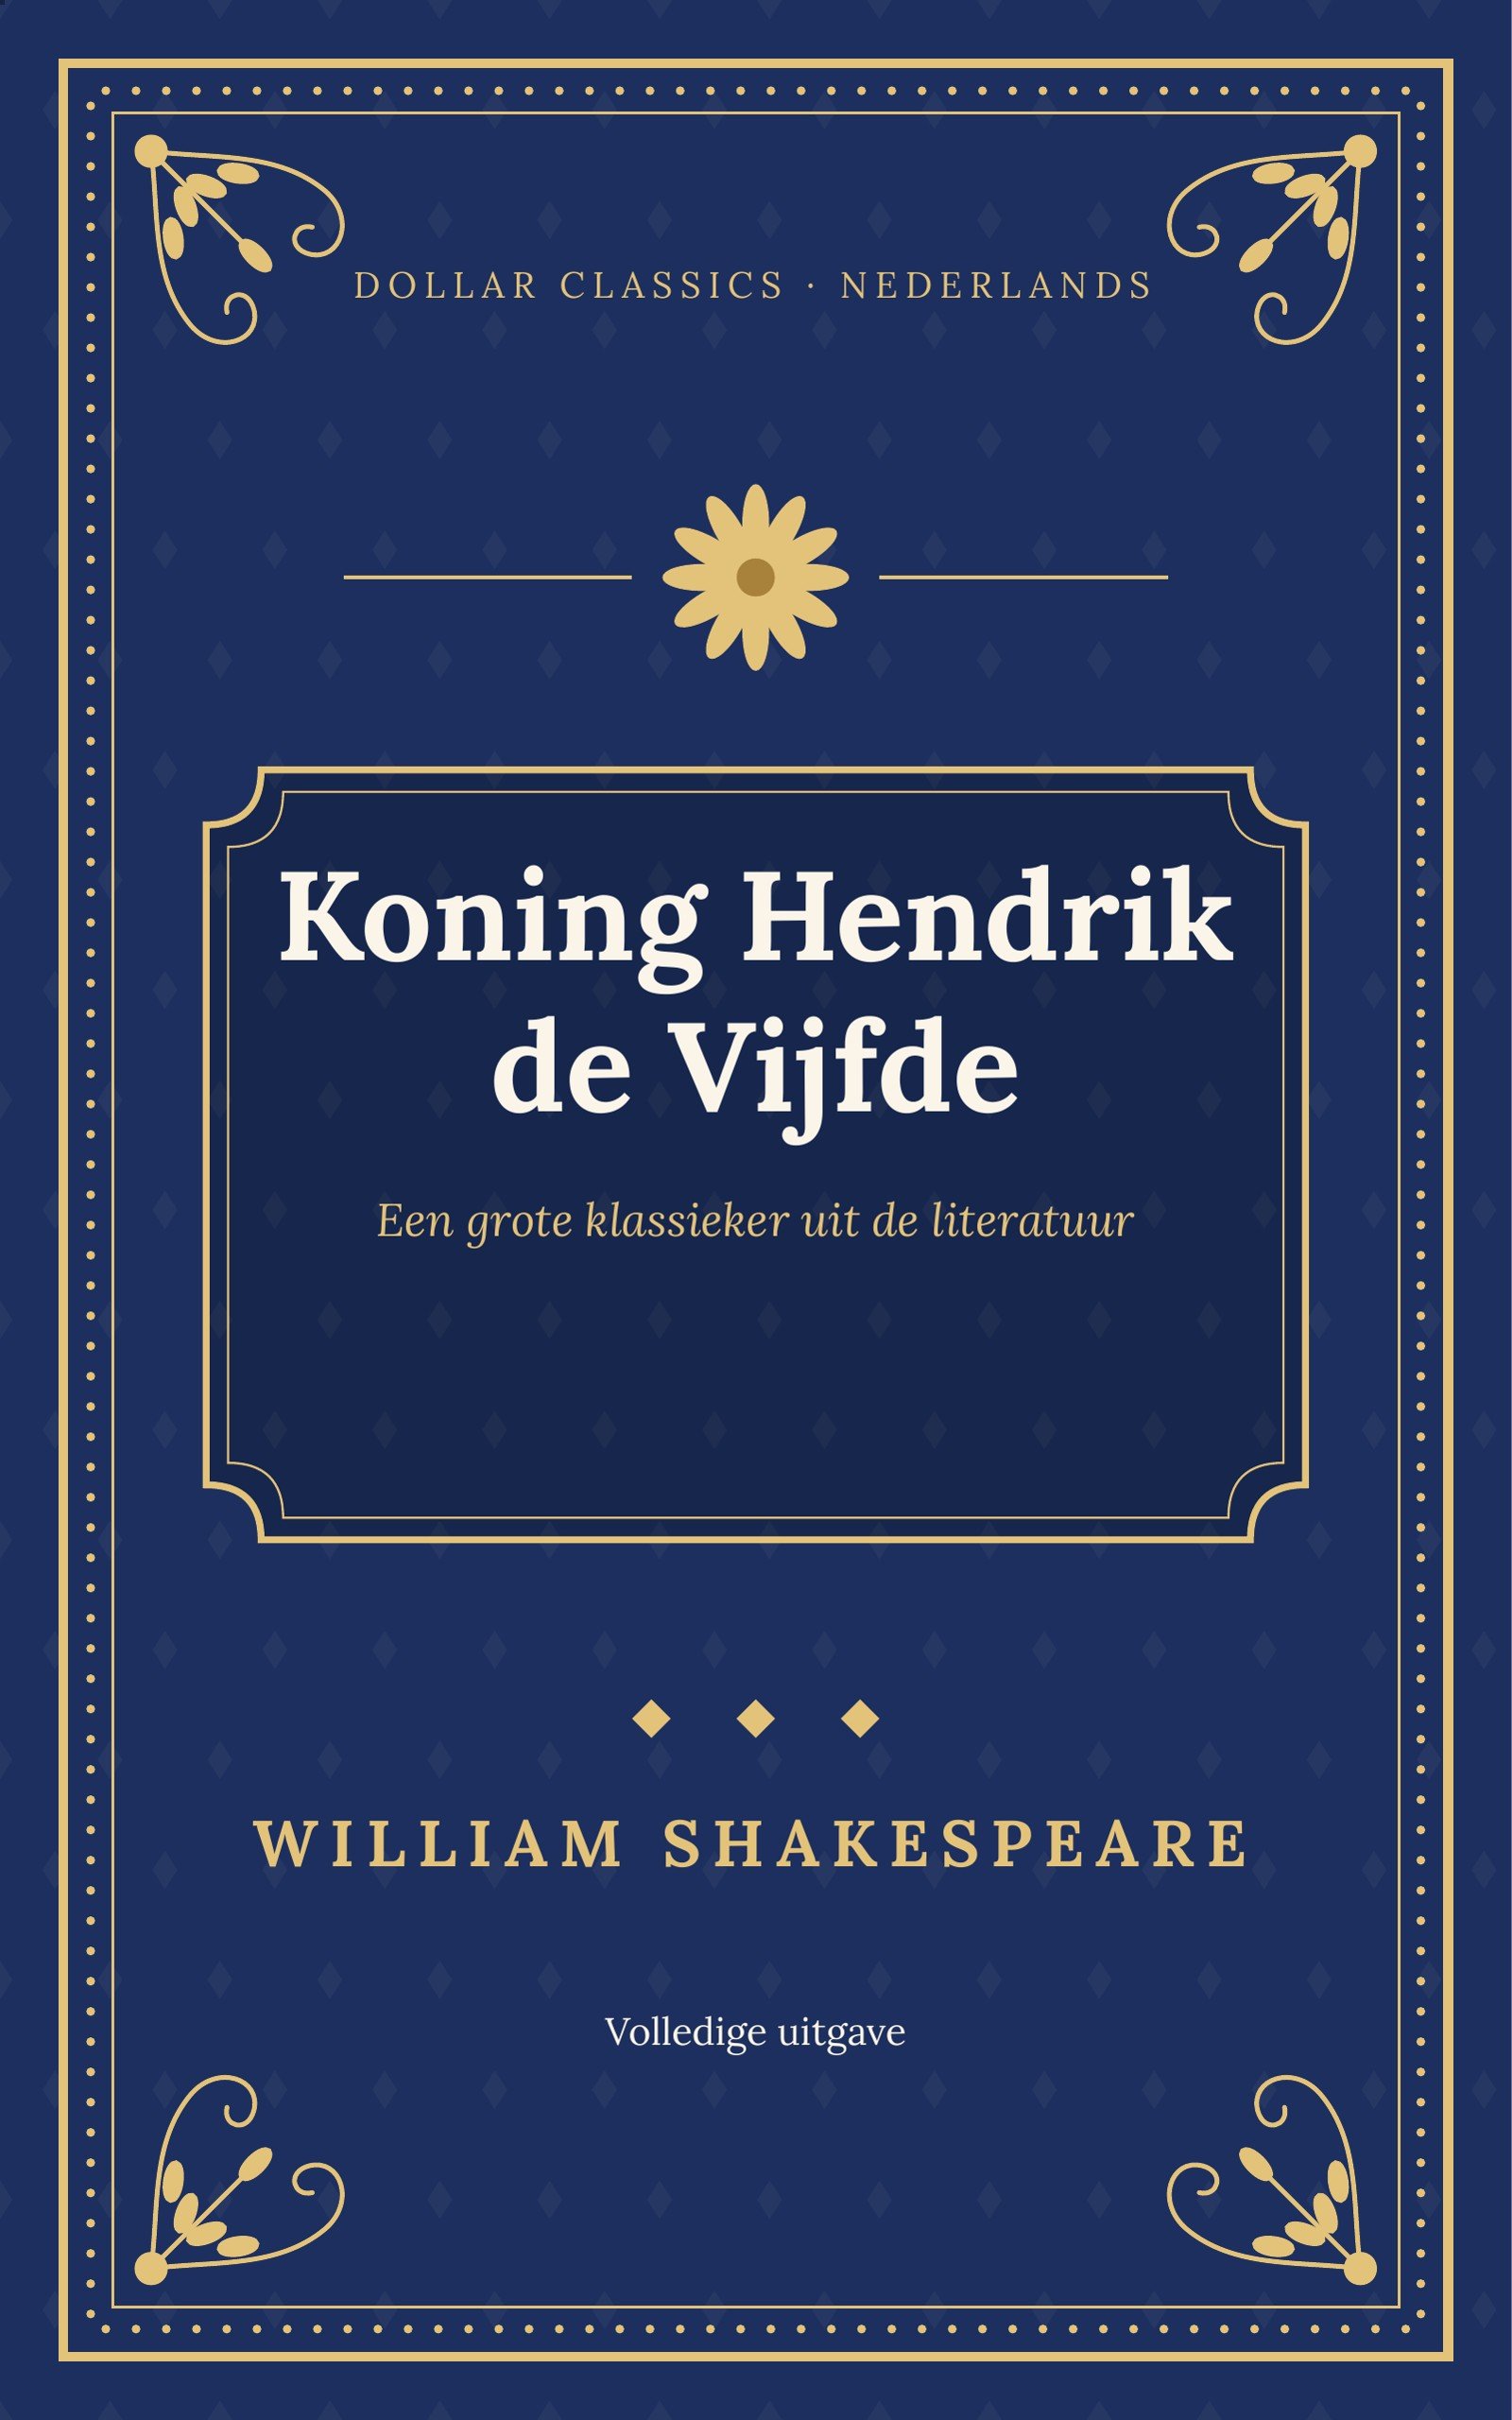 DOLLAR CLASSICS · NEDERLANDS
Koning Hendrik
de Vijfde
Een grote klassieker uit de literatuur
WILLIAM SHAKESPEARE
Volledige uitgave